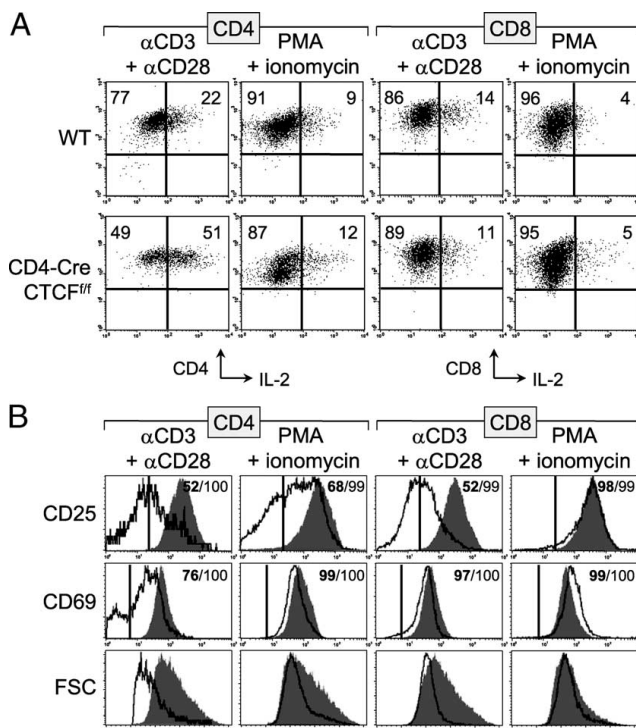 A
CD4 CD8
αCD3 PMA αCD3 PMA
+ αCD28 + ionomycin + αCD28 + ionomycin
WT
77 22 91 9 86 14 96 4
CD4-Cre
CTCFf/f
49 51 87 12 89 11 95 5
CD4 IL-2 CD8 IL-2
B
CD4 CD8
αCD3 PMA αCD3 PMA
+ αCD28 + ionomycin + αCD28 + ionomycin
CD25 52/100 68/99 52/99 98/99
CD69 76/100 99/100 97/100 99/100
FSC